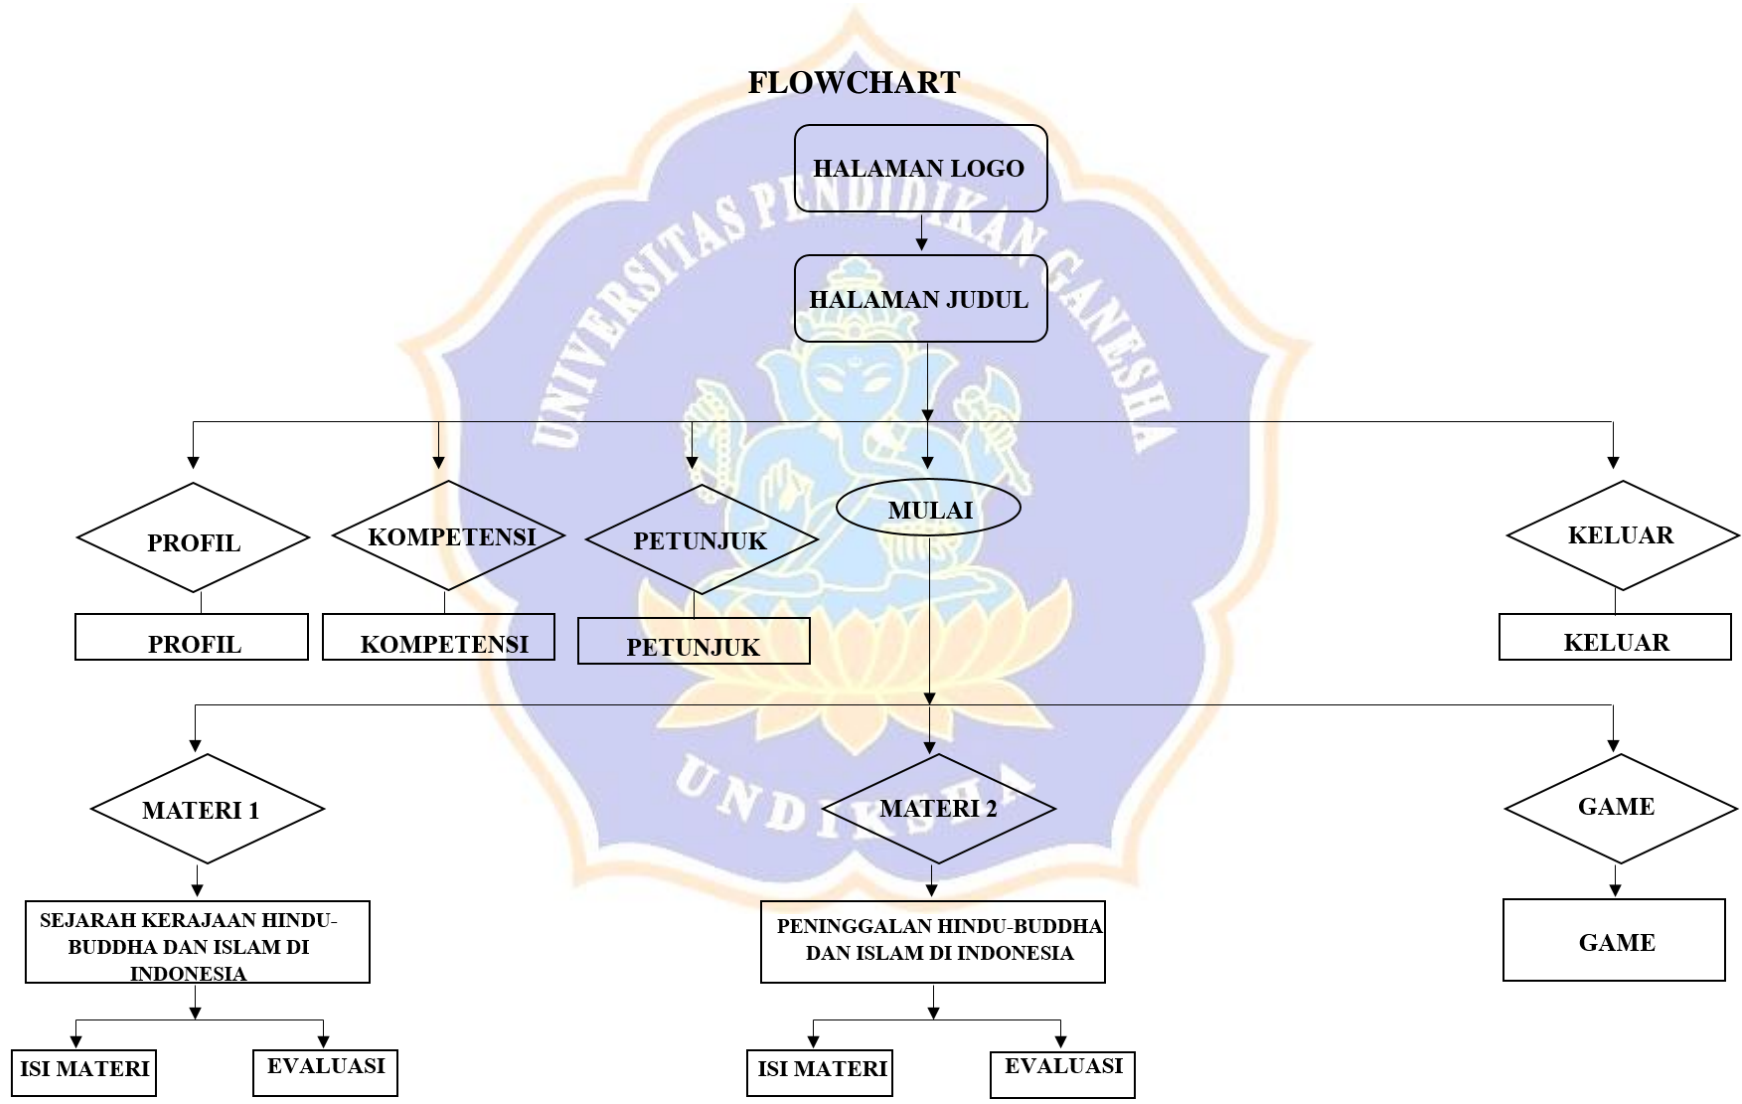 FLOWCHART
HALAMAN LOGO
UNIVERSITAS PENDIDIKAN GANESHA
HALAMAN JUDUL
PROFIL
KOMPETENSI
PETUNJUK
MULAI
KELUAR
PROFIL
KOMPETENSI
PETUNJUK
KELUAR
UNDIKSHA
MATERI 1
MATERI 2
GAME
SEJARAH KERAJAAN HINDU-
BUDDHA DAN ISLAM DI
INDONESIA
PENINGGALAN HINDU-BUDDHA
DAN ISLAM DI INDONESIA
GAME
ISI MATERI
EVALUASI
ISI MATERI
EVALUASI